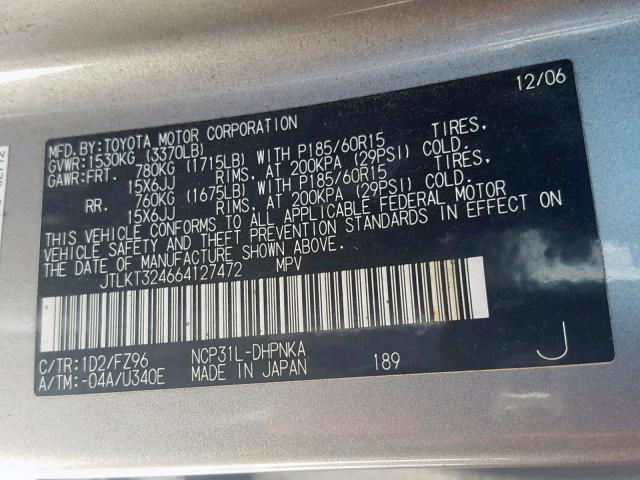 12/06
MFD.BY:TOYOTA MOTOR CORPORATION
GVWR:1530KG (3370LB)
GAWR:FRT. 780KG (1715LB) WITH P185/60R15 TIRES,
15X6JJ RIMS, AT 200KPA (29PSI) COLD.
RR. 760KG (1675LB) WITH P185/60R15 TIRES,
15X6JJ RIMS, AT 200KPA (29PSI) COLD.
THIS VEHICLE CONFORMS TO ALL APPLICABLE FEDERAL MOTOR
VEHICLE SAFETY AND THEFT PREVENTION STANDARDS IN EFFECT ON
THE DATE OF MANUFACTURE SHOWN ABOVE.
JTLKT324664127472 MPV
C/TR:1D2/FZ96 NCP31L-DHPNKA
A/TM:-04A/U340E MADE IN JAPAN 189 J